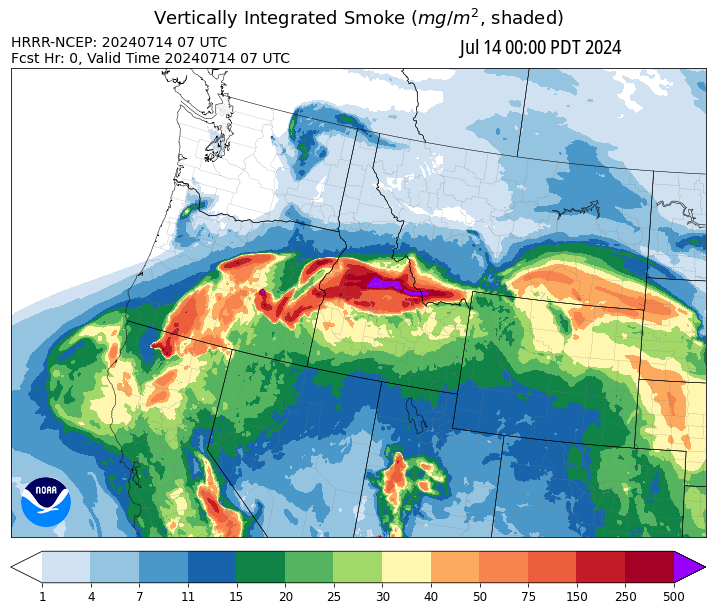 Vertically Integrated Smoke (mg/m², shaded)
HRRR-NCEP: 20240714 07 UTC
Jul 14 00:00 PDT 2024
Fcst Hr: 0, Valid Time 20240714 07 UTC
NOAA
1 4 7 11 15 20 25 30 40 50 75 150 250 500